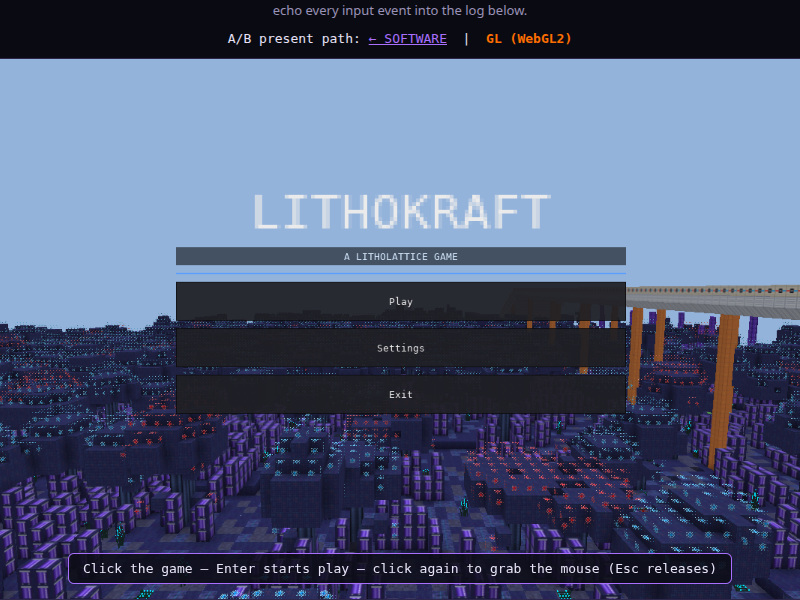 echo every input event into the log below.
A/B present path: ← SOFTWARE | GL (WebGL2)
LITHOKRAFT
A LITHOLATTICE GAME
Play
Settings
Exit
Click the game — Enter starts play — click again to grab the mouse (Esc releases)